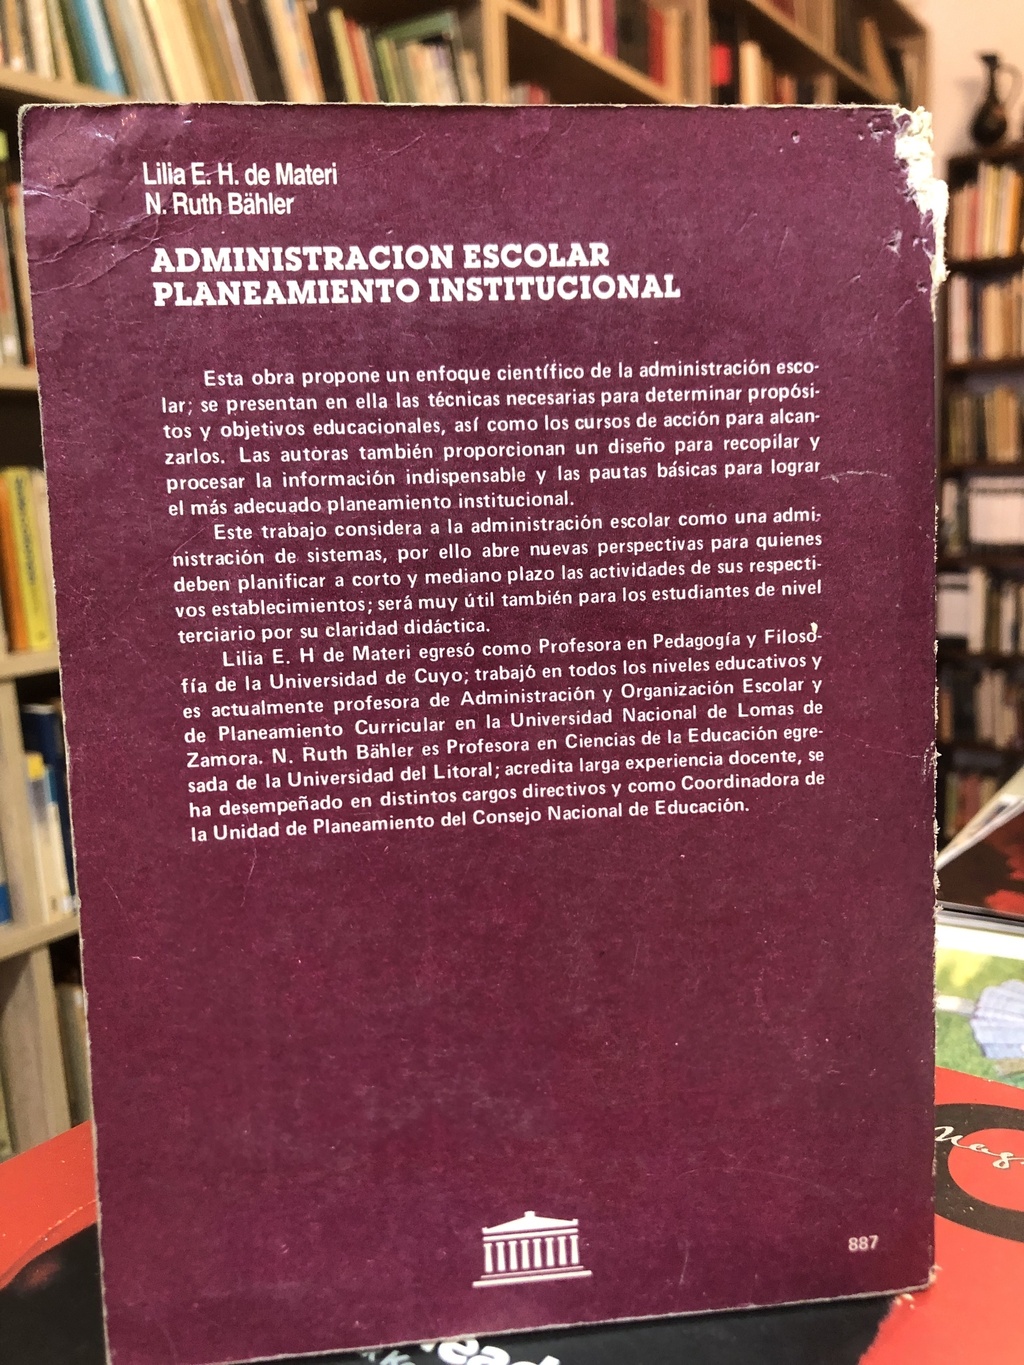 Lilia E. H. de Materi
N. Ruth Bähler
ADMINISTRACION ESCOLAR
PLANEAMIENTO INSTITUCIONAL
Esta obra propone un enfoque científico de la administración esco-
lar; se presentan en ella las técnicas necesarias para determinar propósi-
tos y objetivos educacionales, así como los cursos de acción para alcan-
zarlos. Las autoras también proporcionan un diseño para recopilar y
procesar la información indispensable y las pautas básicas para lograr
el más adecuado planeamiento institucional.
Este trabajo considera a la administración escolar como una admi-
nistración de sistemas, por ello abre nuevas perspectivas para quienes
deben planificar a corto y mediano plazo las actividades de sus respecti-
vos establecimientos; será muy útil también para los estudiantes de nivel
terciario por su claridad didáctica.
Lilia E. H de Materi egresó como Profesora en Pedagogía y Filoso-
fía de la Universidad de Cuyo; trabajó en todos los niveles educativos y
es actualmente profesora de Administración y Organización Escolar y
de Planeamiento Curricular en la Universidad Nacional de Lomas de
Zamora. N. Ruth Bähler es Profesora en Ciencias de la Educación egre-
sada de la Universidad del Litoral; acredita larga experiencia docente, se
ha desempeñado en distintos cargos directivos y como Coordinadora de
la Unidad de Planeamiento del Consejo Nacional de Educación.
887